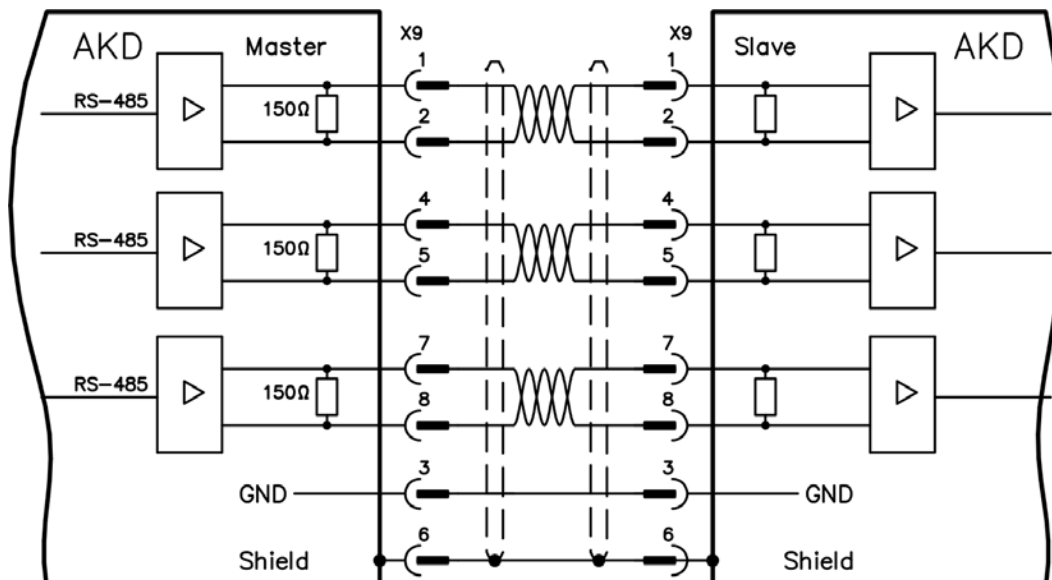 AKD Master X9 X9 Slave AKD
1 1
RS-485 150Ω
2 2
4 4
RS-485 150Ω
5 5
7 7
RS-485 150Ω
8 8
3 3
GND GND
6 6
Shield Shield